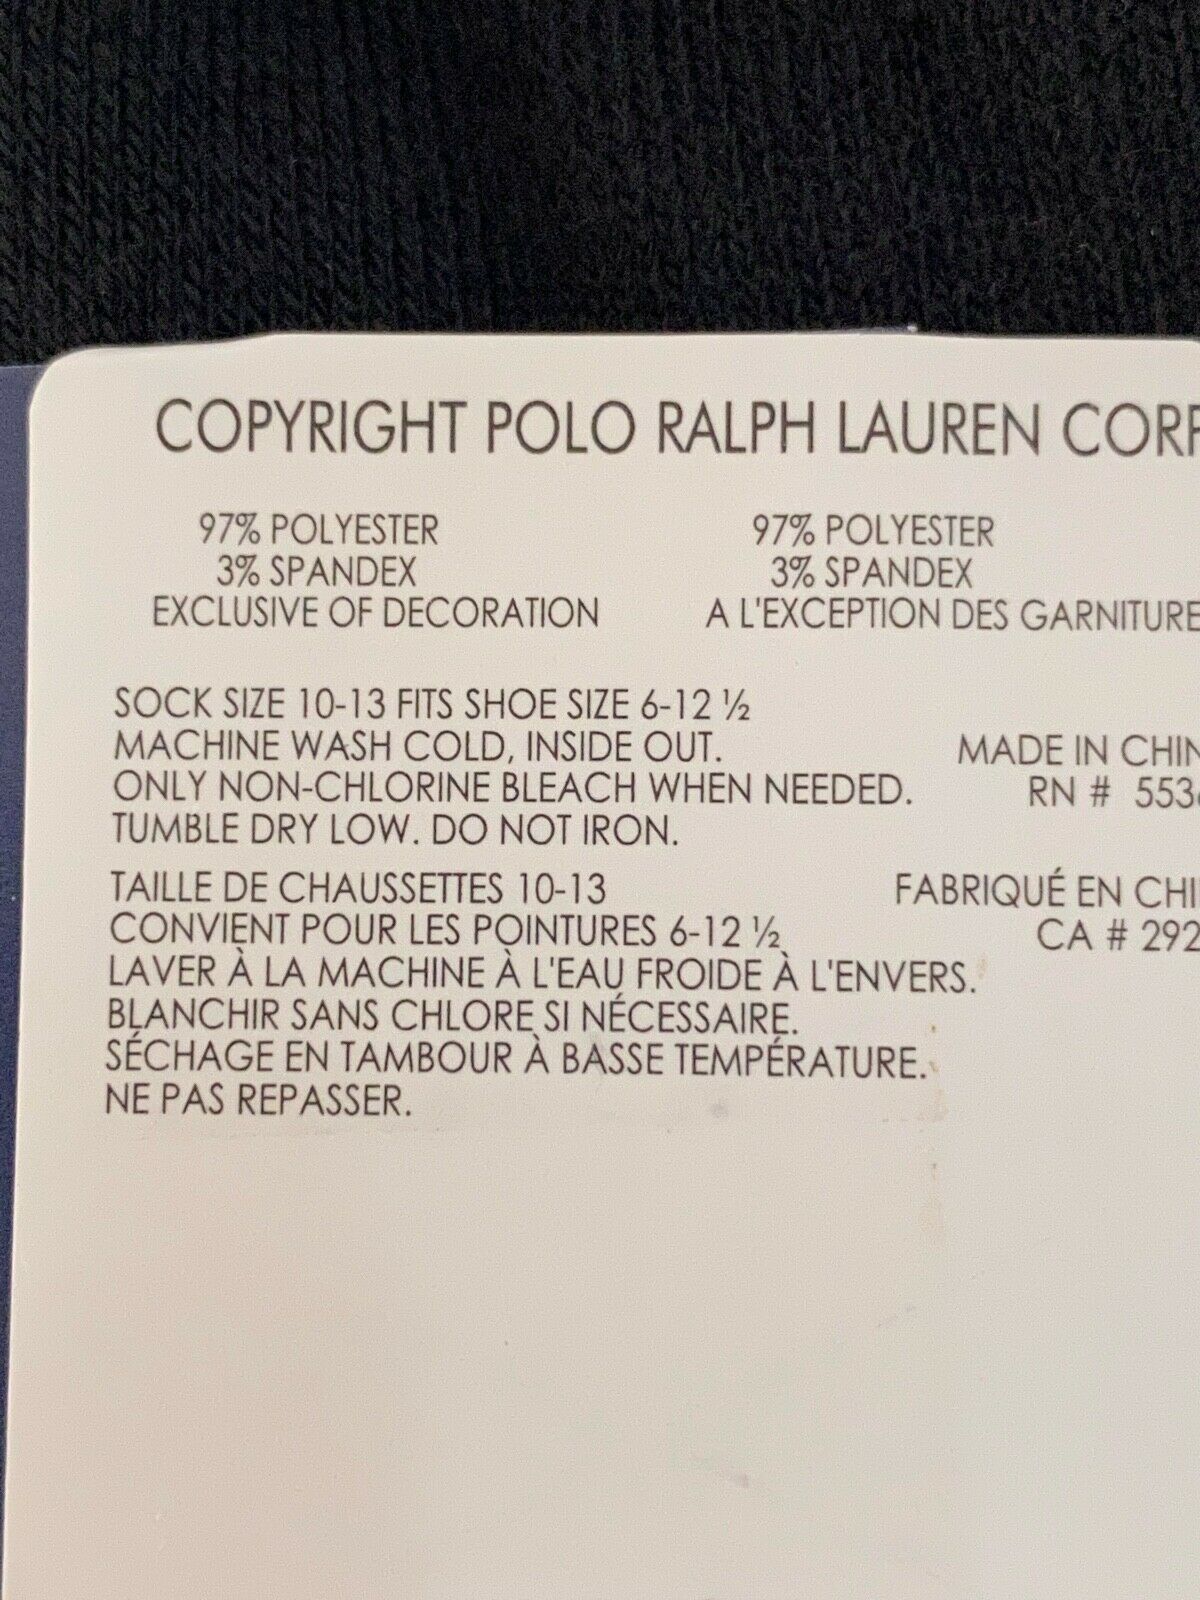 COPYRIGHT POLO RALPH LAUREN
97% POLYESTER
3% SPANDEX
EXCLUSIVE OF DECORATION
97% POLYESTER
3% SPANDEX
A L'EXCEPTION DES GARNITURE
SOCK SIZE 10-13 FITS SHOE SIZE 6-12 ½
MACHINE WASH COLD, INSIDE OUT.
ONLY NON-CHLORINE BLEACH WHEN NEEDED.
TUMBLE DRY LOW. DO NOT IRON.
MADE IN
RN #
TAILLE DE CHAUSSETTES 10-13
CONVIENT POUR LES POINTURES 6-12 ½
LAVER À LA MACHINE À L'EAU FROIDE À L'ENVERS.
BLANCHIR SANS CHLORE SI NÉCESSAIRE.
SÉCHAGE EN TAMBOUR À BASSE TEMPÉRATURE.
NE PAS REPASSER.
FABRIQUÉ EN
CA # 292